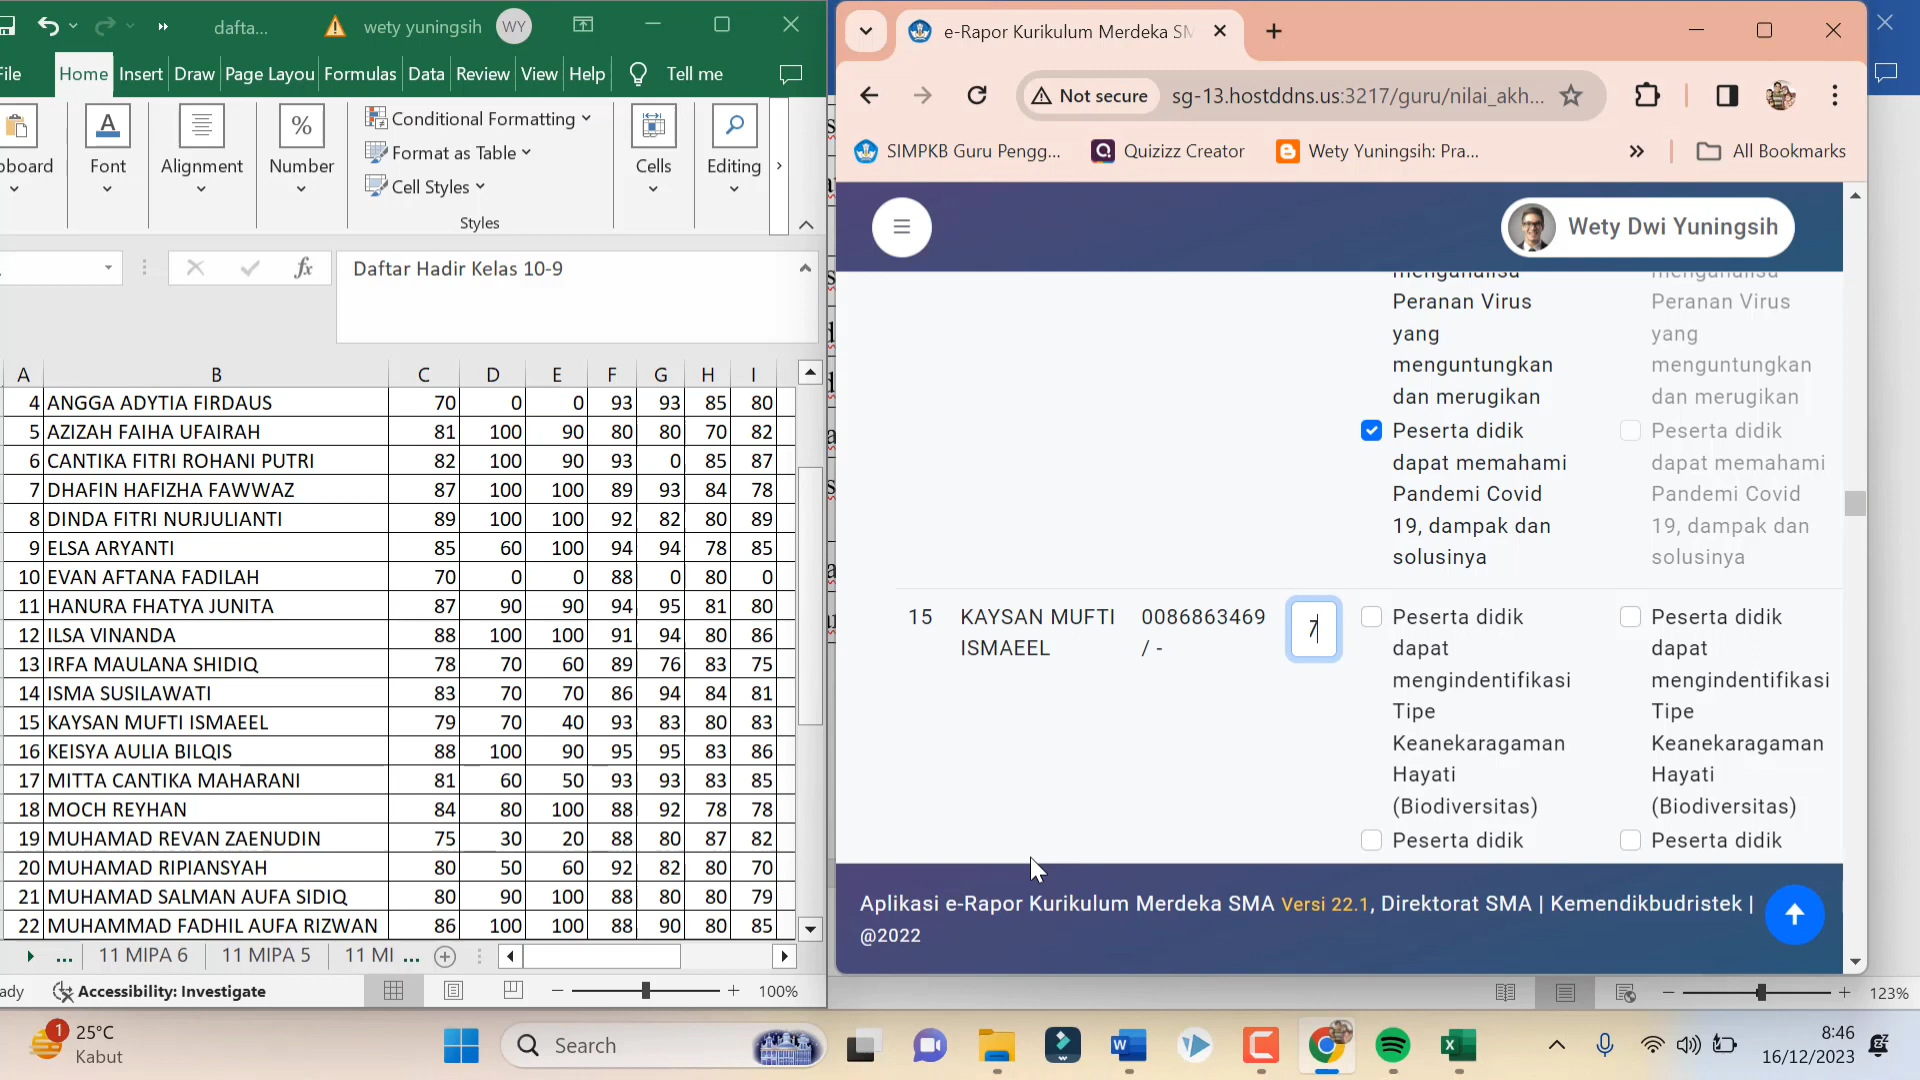 dafta...
wety yuningsih
WY
File
Home
Insert
Draw
Page Layou
Formulas
Data
Review
View
Help
Tell me
Font
Alignment
Number
Conditional Formatting
Format as Table
Cell Styles
Styles
Cells
Editing
fx
Daftar Hadir Kelas 10-9
A B C D E F G H I
4 ANGGA ADYTIA FIRDAUS 70 0 0 93 93 85 80
5 AZIZAH FAIHA UFAIRAH 81 100 90 80 80 70 82
6 CANTIKA FITRI ROHANI PUTRI 82 100 90 93 0 85 87
7 DHAFIN HAFIZHA FAWWAZ 87 100 100 89 93 84 78
8 DINDA FITRI NURJULIANTI 89 100 100 92 82 80 89
9 ELSA ARYANTI 85 60 100 94 94 78 85
10 EVAN AFTANA FADILAH 70 0 0 88 0 80 0
11 HANURA FHATYA JUNITA 87 90 90 94 95 81 80
12 ILSA VINANDA 88 100 100 91 94 80 86
13 IRFA MAULANA SHIDIQ 78 70 60 89 76 83 75
14 ISMA SUSILAWATI 83 70 70 86 94 84 81
15 KAYSAN MUFTI ISMAEEL 79 70 40 93 83 80 83
16 KEISYA AULIA BILQIS 88 100 90 95 95 83 86
17 MITTA CANTIKA MAHARANI 81 60 50 93 93 83 85
18 MOCH REYHAN 84 80 100 88 92 78 78
19 MUHAMAD REVAN ZAENUDIN 75 30 20 88 80 87 82
20 MUHAMAD RIPIANSYAH 80 50 60 92 82 80 70
21 MUHAMAD SALMAN AUFA SIDIQ 80 90 100 88 80 80 79
22 MUHAMMAD FADHIL AUFA RIZWAN 86 100 100 88 90 80 85
... 11 MIPA 6 11 MIPA 5 11 MI ...
Accessibility: Investigate
100%
e-Rapor Kurikulum Merdeka SM
Not secure
sg-13.hostddns.us:3217/guru/nilai_akh...
SIMPKB Guru Pengg...
Quizizz Creator
Wety Yuningsih: Pra...
All Bookmarks
Wety Dwi Yuningsih
menganalisa
Peranan Virus
yang
menguntungkan
dan merugikan
Peserta didik
dapat memahami
Pandemi Covid
19, dampak dan
solusinya
menganalisa
Peranan Virus
yang
menguntungkan
dan merugikan
Peserta didik
dapat memahami
Pandemi Covid
19, dampak dan
solusinya
15
KAYSAN MUFTI
ISMAEEL
0086863469
/ -
7
Peserta didik
dapat
mengindentifikasi
Tipe
Keanekaragaman
Hayati
(Biodiversitas)
Peserta didik
Peserta didik
dapat
mengindentifikasi
Tipe
Keanekaragaman
Hayati
(Biodiversitas)
Peserta didik
Aplikasi e-Rapor Kurikulum Merdeka SMA Versi 22.1, Direktorat SMA | Kemendikbudristek |
@2022
123%
1
25°C
Kabut
Search
8:46
16/12/2023